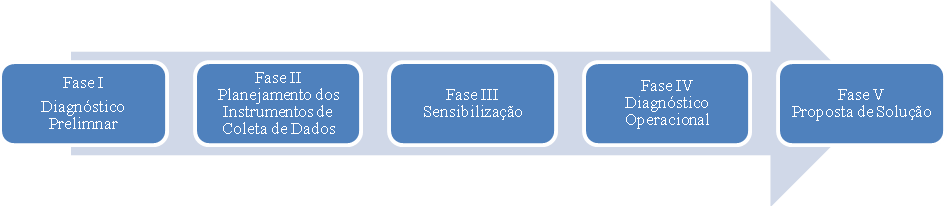 Fase I
Diagnóstico
Prelimnar
Fase II
Planejamento dos
Instrumentos de
Coleta de Dados
Fase III
Sensibilização
Fase IV
Diagnóstico
Operacional
Fase V
Proposta de Solução